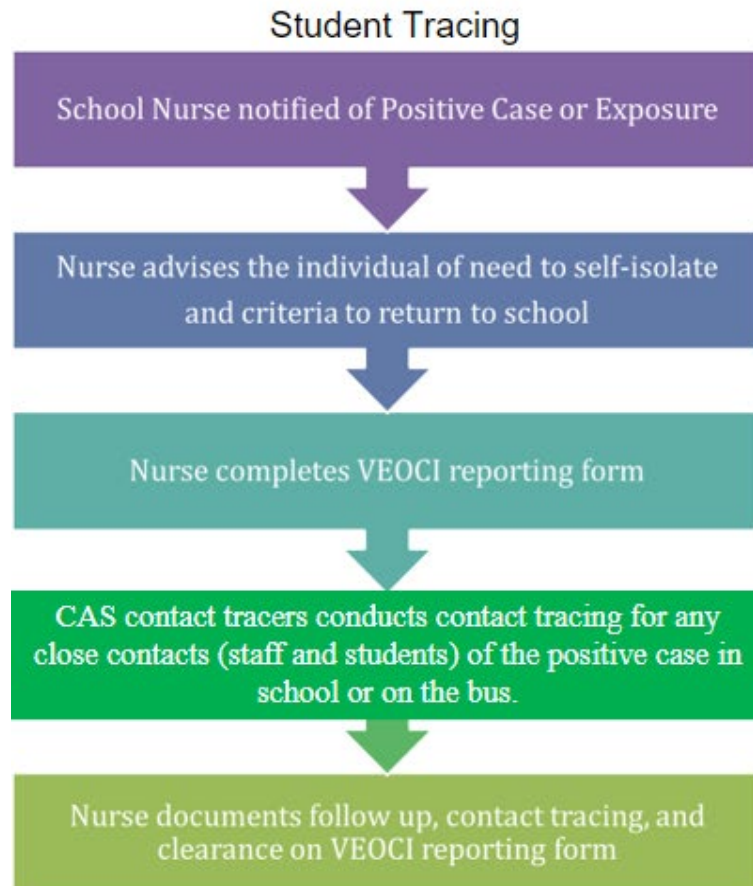 Student Tracing
School Nurse notified of Positive Case or Exposure
Nurse advises the individual of need to self-isolate
and criteria to return to school
Nurse completes VEOCI reporting form
CAS contact tracers conducts contact tracing for any
close contacts (staff and students) of the positive case in
school or on the bus.
Nurse documents follow up, contact tracing, and
clearance on VEOCI reporting form